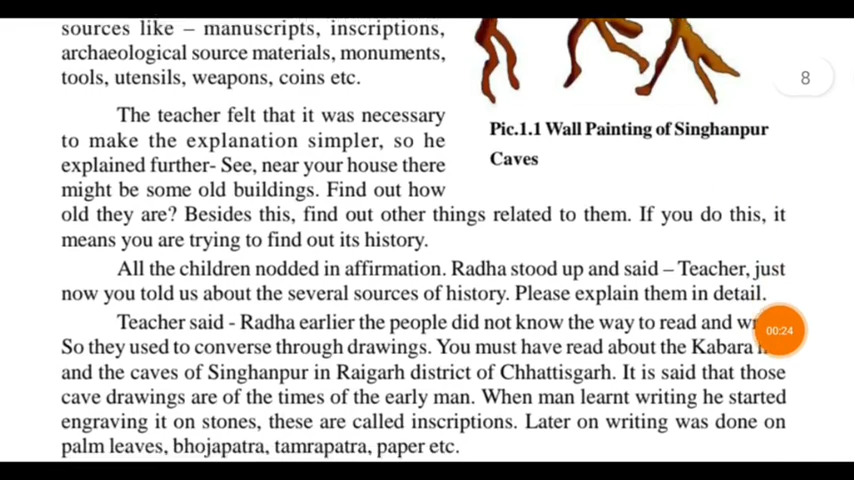 sources like – manuscripts, inscriptions,
archaeological source materials, monuments,
tools, utensils, weapons, coins etc.
8
Pic.1.1 Wall Painting of Singhanpur
Caves
The teacher felt that it was necessary
to make the explanation simpler, so he
explained further- See, near your house there
might be some old buildings. Find out how
old they are? Besides this, find out other things related to them. If you do this, it
means you are trying to find out its history.
All the children nodded in affirmation. Radha stood up and said – Teacher, just
now you told us about the several sources of history. Please explain them in detail.
Teacher said - Radha earlier the people did not know the way to read and
00:24
So they used to converse through drawings. You must have read about the Kabara
and the caves of Singhanpur in Raigarh district of Chhattisgarh. It is said that those
cave drawings are of the times of the early man. When man learnt writing he started
engraving it on stones, these are called inscriptions. Later on writing was done on
palm leaves, bhojapatra, tamrapatra, paper etc.